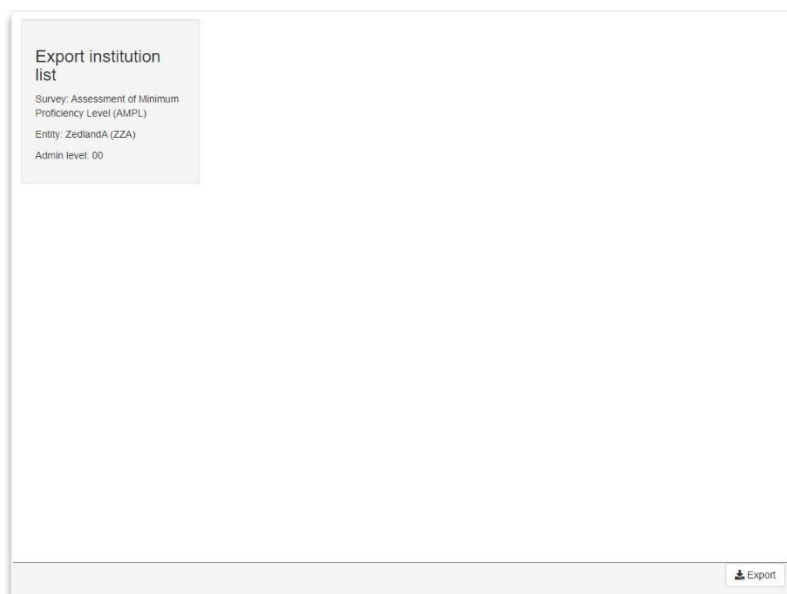 Export institution
list
Survey: Assessment of Minimum
Proficiency Level (AMPL)
Entity: ZedlandA (ZZA)
Admin level: 00
Export